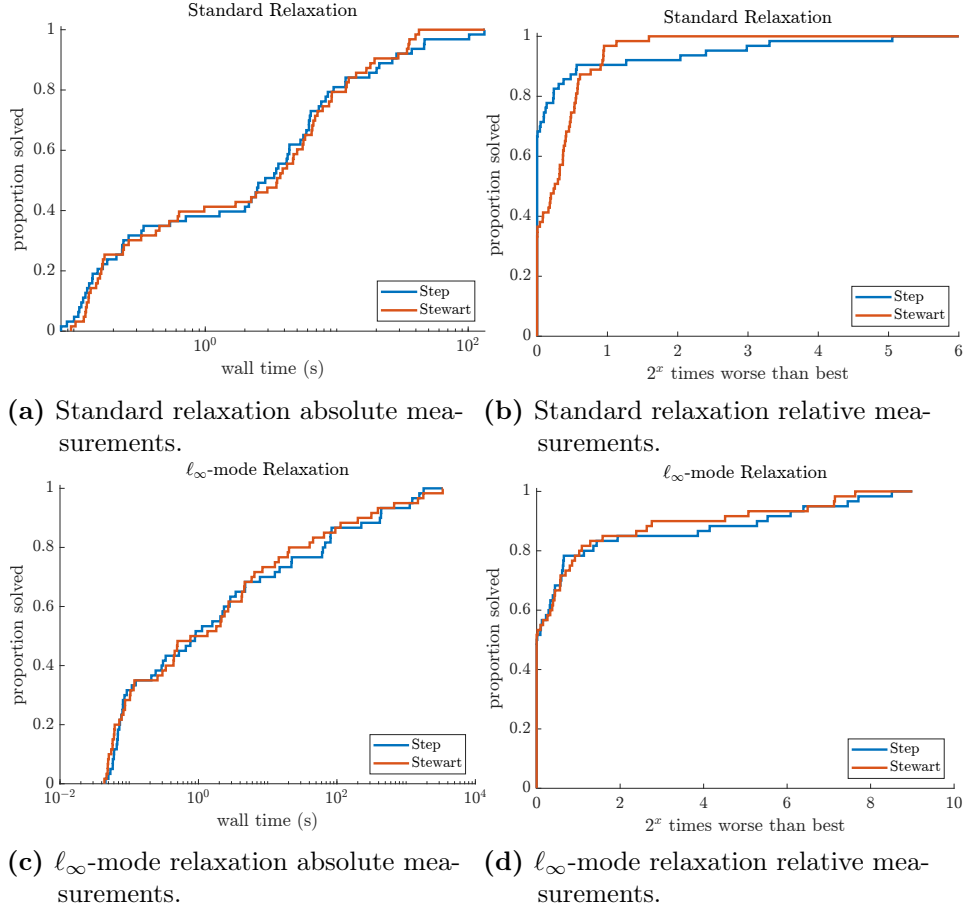 Standard Relaxation
1
0.8
0.6
0.4
0.2
0
proportion solved
10^0
10^1
10^2
wall time (s)
Step
Stewart
(a) Standard relaxation absolute mea-
surements.
Standard Relaxation
1
0.8
0.6
0.4
0.2
0
proportion solved
0 1 2 3 4 5 6
2^x times worse than best
Step
Stewart
(b) Standard relaxation relative mea-
surements.
ℓ∞-mode Relaxation
1
0.8
0.6
0.4
0.2
0
proportion solved
10^−2 10^0 10^2 10^4
wall time (s)
Step
Stewart
(c) ℓ∞-mode relaxation absolute mea-
surements.
ℓ∞-mode Relaxation
1
0.8
0.6
0.4
0.2
0
proportion solved
0 2 4 6 8 10
2^x times worse than best
Step
Stewart
(d) ℓ∞-mode relaxation relative mea-
surements.